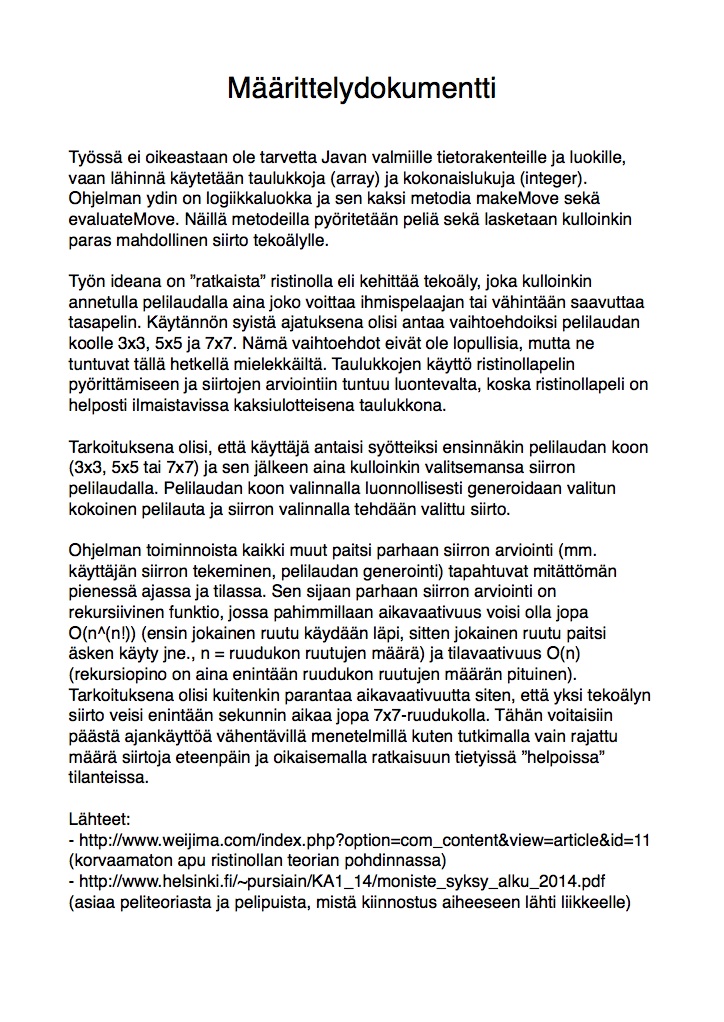 Määrittelydokumentti
Työssä ei oikeastaan ole tarvetta Javan valmiille tietorakenteille ja luokille,
vaan lähinnä käytetään taulukkoja (array) ja kokonaislukuja (integer).
Ohjelman ydin on logiikkaluokka ja sen kaksi metodia makeMove sekä
evaluateMove. Näillä metodeilla pyöritetään peliä sekä lasketaan kulloinkin
paras mahdollinen siirto tekoälylle.
Työn ideana on ”ratkaista” ristinolla eli kehittää tekoäly, joka kulloinkin
annetulla pelilaudalla aina joko voittaa ihmispelaajan tai vähintään saavuttaa
tasapelin. Käytännön syistä ajatuksena olisi antaa vaihtoehdoiksi pelilaudan
koolle 3x3, 5x5 ja 7x7. Nämä vaihtoehdot eivät ole lopullisia, mutta ne
tuntuvat tällä hetkellä mielekkäiltä. Taulukkojen käyttö ristinollapelin
pyörittämiseen ja siirtojen arviointiin tuntuu luontevalta, koska ristinollapeli on
helposti ilmaistavissa kaksiulotteisena taulukkona.
Tarkoituksena olisi, että käyttäjä antaisi syötteiksi ensinnäkin pelilaudan koon
(3x3, 5x5 tai 7x7) ja sen jälkeen aina kulloinkin valitsemansa siirron
pelilaudalla. Pelilaudan koon valinnalla luonnollisesti generoidaan valitun
kokoinen pelilauta ja siirron valinnalla tehdään valittu siirto.
Ohjelman toiminnoista kaikki muut paitsi parhaan siirron arviointi (mm.
käyttäjän siirron tekeminen, pelilaudan generointi) tapahtuvat mitättömän
pienessä ajassa ja tilassa. Sen sijaan parhaan siirron arviointi on
rekursiivinen funktio, jossa pahimmillaan aikavaativuus voisi olla jopa
O(n^(n!)) (ensin jokainen ruutu käydään läpi, sitten jokainen ruutu paitsi
äsken käyty jne., n = ruudukon ruutujen määrä) ja tilavaativuus O(n)
(rekursiopino on aina enintään ruudukon ruutujen määrän pituinen).
Tarkoituksena olisi kuitenkin parantaa aikavaativuutta siten, että yksi tekoälyn
siirto veisi enintään sekunnin aikaa jopa 7x7-ruudukolla. Tähän voitaisiin
päästä ajankäyttöä vähentävillä menetelmillä kuten tutkimalla vain rajattu
määrä siirtoja eteenpäin ja oikaisemalla ratkaisuun tietyissä ”helpoissa”
tilanteissa.
Lähteet:
- http://www.weijima.com/index.php?option=com_content&view=article&id=11
(korvaamaton apu ristinollan teorian pohdinnassa)
- http://www.helsinki.fi/~pursiain/KA1_14/moniste_syksy_alku_2014.pdf
(asiaa peliteoriasta ja pelipuista, mistä kiinnostus aiheeseen lähti liikkeelle)